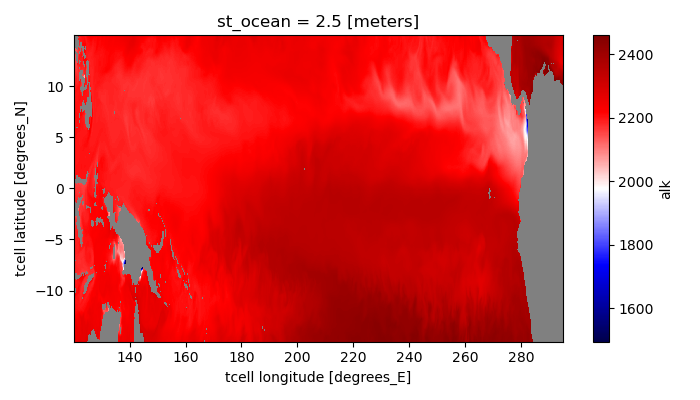 st_ocean = 2.5 [meters]
tcell latitude [degrees_N]
10
5
0
−5
−10
140 160 180 200 220 240 260 280
tcell longitude [degrees_E]
2400
2200
2000
1800
1600
alk